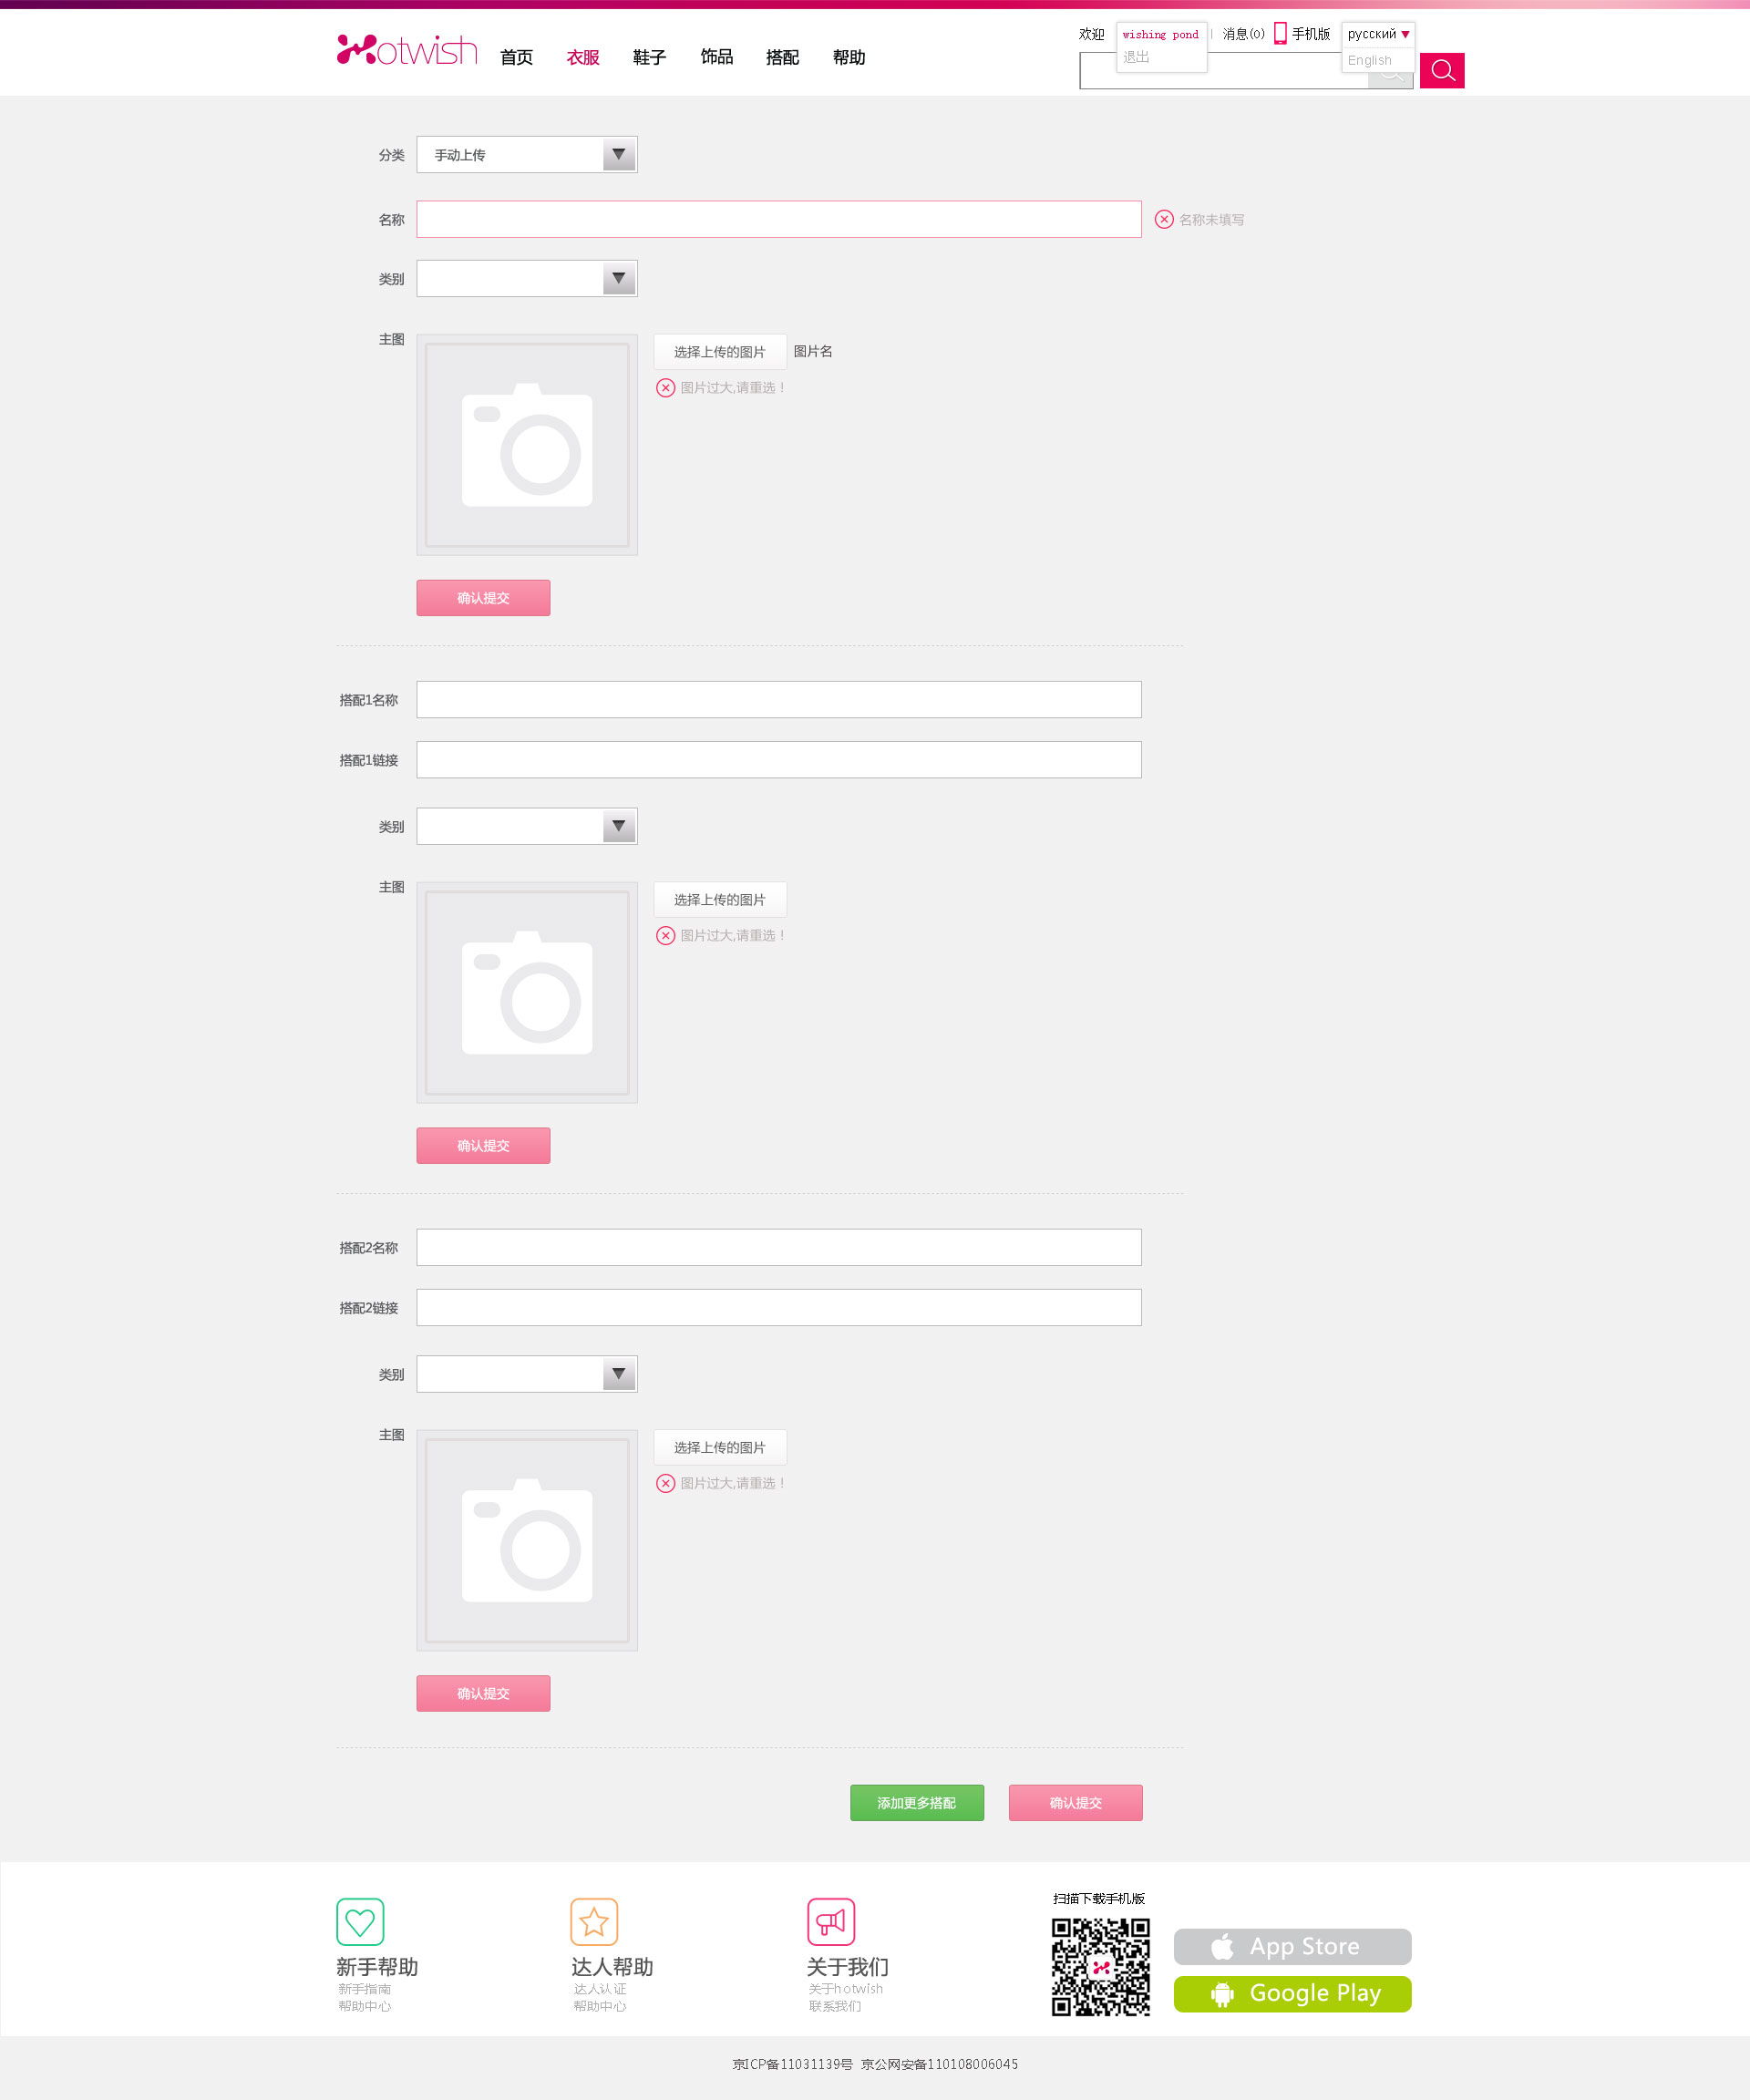 欢迎 wishing pond 消息(0) 手机版 русский
退出 English
Hotwish 首页 衣服 鞋子 饰品 搭配 帮助
分类 手动上传
名称 名称未填写
类别
主图 选择上传的图片 图片名
图片过大,请重选！
确认提交
搭配1名称
搭配1链接
类别
主图 选择上传的图片
图片过大,请重选！
确认提交
搭配2名称
搭配2链接
类别
主图 选择上传的图片
图片过大,请重选！
确认提交
添加更多搭配 确认提交
新手帮助
新手指南
帮助中心
达人帮助
达人认证
帮助中心
关于我们
关于hotwish
联系我们
扫描下载手机版
App Store
Google Play
京ICP备11031139号 京公网安备110108006045